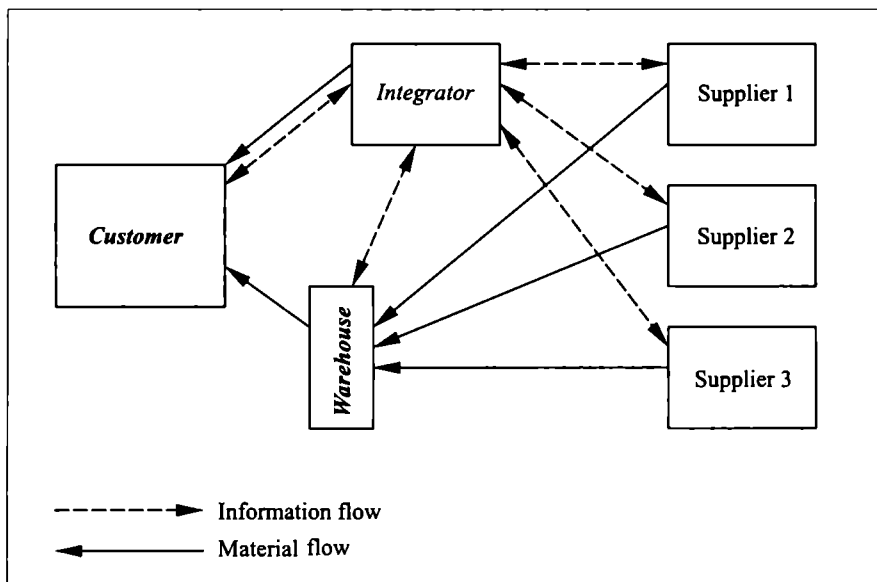 Integrator
Supplier 1
Customer
Supplier 2
Warehouse
Supplier 3
Information flow
Material flow